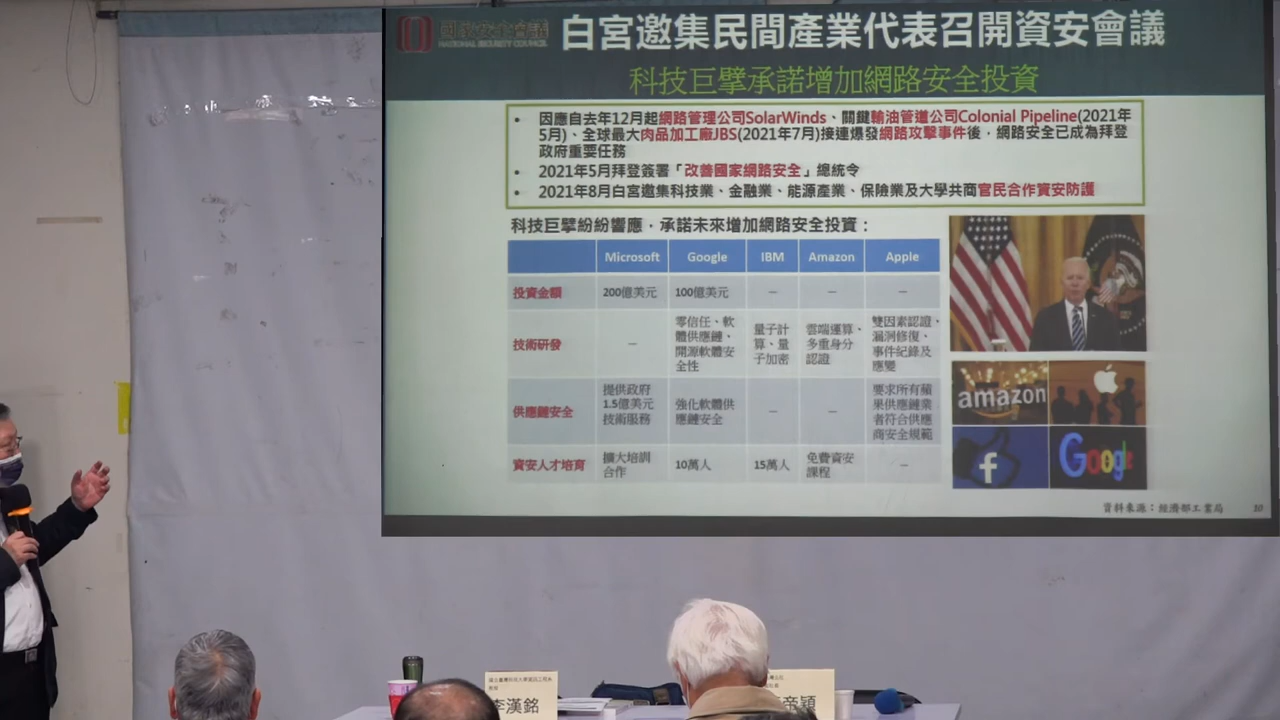 國家安全會議
NATIONAL SECURITY COUNCIL
白宮邀集民間產業代表召開資安會議
科技巨擘承諾增加網路安全投資
• 因應自去年12月起網路管理公司SolarWinds、關鍵輸油管道公司Colonial Pipeline(2021年
5月)、全球最大肉品加工廠JBS(2021年7月)接連爆發網路攻擊事件後，網路安全已成為拜登
政府重要任務
• 2021年5月拜登簽署「改善國家網路安全」總統令
• 2021年8月白宮邀集科技業、金融業、能源產業、保險業及大學共商官民合作資安防護
科技巨擘紛紛響應，承諾未來增加網路安全投資：
Microsoft Google IBM Amazon Apple
投資金額 200億美元 100億美元 － － －
技術研發 － 零信任、軟體供應鏈、開源軟體安全性 量子計算、量子加密 雲端運算、多重身分認證 雙因素認證、漏洞修復、事件紀錄及應變
供應鏈安全 提供政府1.5億美元技術服務 強化軟體供應鏈安全 － － 要求所有蘋果供應鏈業者符合供應商安全規範
資安人才培育 擴大培訓合作 10萬人 15萬人 免費資安課程 －
amazon
f
Google
資料來源：經濟部工業局 10
李漢銘
帝穎